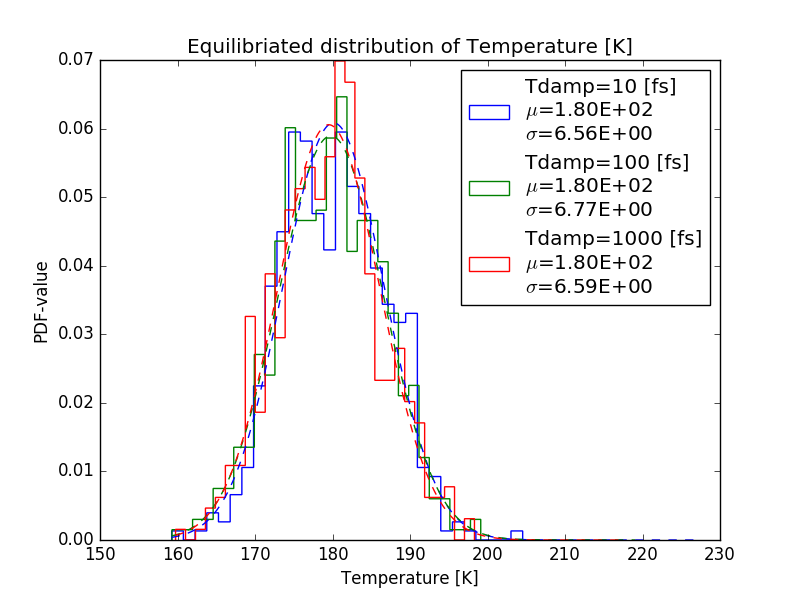 Equilibriated distribution of Temperature [K]
0.07
0.06
0.05
0.04
0.03
0.02
0.01
0.00
PDF-value
150
160
170
180
190
200
210
220
230
Temperature [K]
Tdamp=10 [fs]
μ=1.80E+02
σ=6.56E+00
Tdamp=100 [fs]
μ=1.80E+02
σ=6.77E+00
Tdamp=1000 [fs]
μ=1.80E+02
σ=6.59E+00